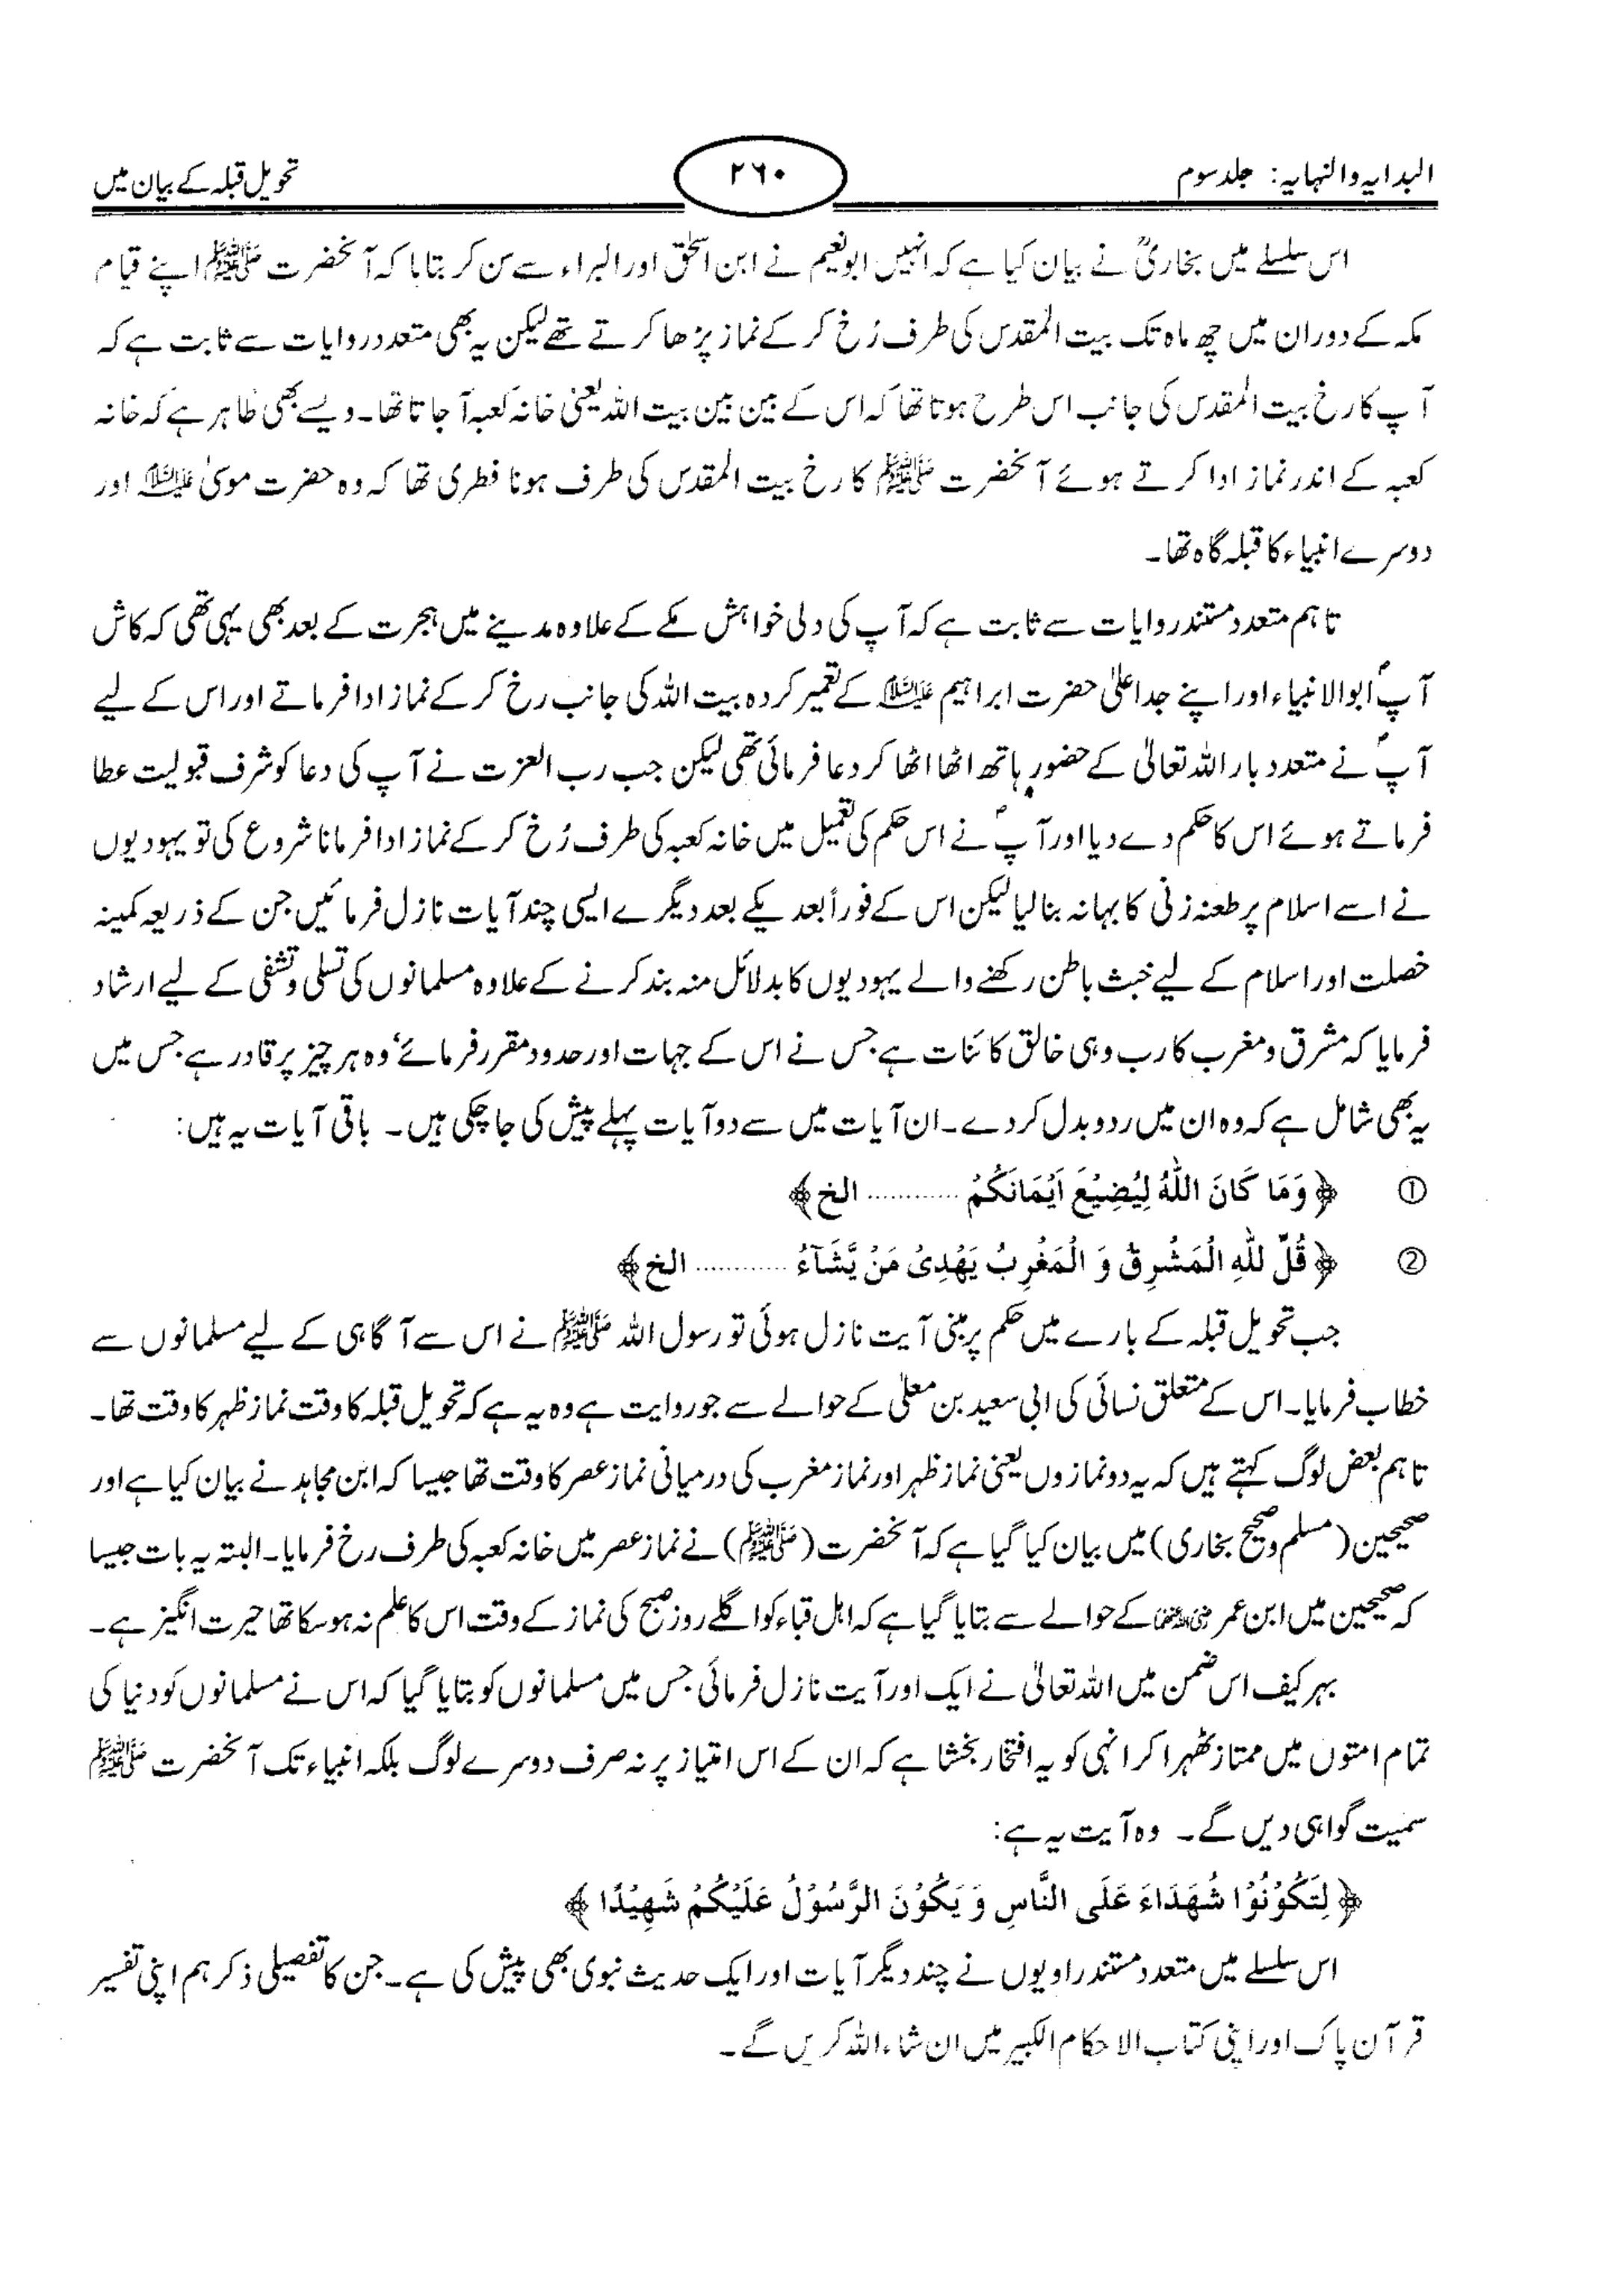 البدایہ والنہایہ: جلد سوم
۲۶۰
تحویل قبلہ کے بیان میں
اس سلسلے میں بخاریؒ نے بیان کیا ہے کہ انہیں ابونعیم نے ابن اسحٰق اور البراء سے سن کر بتایا کہ آنحضرت ﷺ اپنے قیام
مکہ کے دوران میں چھ ماہ تک بیت المقدس کی طرف رُخ کر کے نماز پڑھا کرتے تھے لیکن یہ بھی متعدد روایات سے ثابت ہے کہ
آپ کا رخ بیت المقدس کی جانب اس طرح ہوتا تھا کہ اس کے بین بین بیت اللہ یعنی خانہ کعبہ آ جاتا تھا۔ ویسے بھی ظاہر ہے کہ خانہ
کعبہ کے اندر نماز ادا کرتے ہوئے آنحضرت ﷺ کا رخ بیت المقدس کی طرف ہونا فطری تھا کہ وہ حضرت موسیٰ علیہ السلام اور
دوسرے انبیاء کا قبلہ گاہ تھا۔
تاہم متعدد مستند روایات سے ثابت ہے کہ آپ کی دلی خواہش مکے کے علاوہ مدینے میں ہجرت کے بعد بھی یہی تھی کہ کاش
آپؐ ابوالانبیاء اور اپنے جد اعلیٰ حضرت ابراہیم علیہ السلام کے تعمیر کردہ بیت اللہ کی جانب رخ کر کے نماز ادا فرماتے اور اس کے لیے
آپؐ نے متعدد بار اللہ تعالیٰ کے حضور ہاتھ اٹھا اٹھا کر دعا فرمائی تھی لیکن جب رب العزت نے آپ کی دعا کو شرف قبولیت عطا
فرماتے ہوئے اس کا حکم دے دیا اور آپؐ نے اس حکم کی تعمیل میں خانہ کعبہ کی طرف رُخ کر کے نماز ادا فرمانا شروع کی تو یہودیوں
نے اسے اسلام پر طعنہ زنی کا بہانہ بنا لیا لیکن اس کے فوراً بعد یکے بعد دیگرے ایسی چند آیات نازل فرمائیں جن کے ذریعہ کمینہ
خصلت اور اسلام کے لیے خبث باطن رکھنے والے یہودیوں کا بدلائل منہ بند کرنے کے علاوہ مسلمانوں کی تسلی و تشفی کے لیے ارشاد
فرمایا کہ مشرق و مغرب کا رب وہی خالق کائنات ہے جس نے اس کے جہات اور حدود مقرر فرمائے، وہ ہر چیز پر قادر ہے جس میں
یہ بھی شامل ہے کہ وہ ان میں ردو بدل کر دے۔ ان آیات میں سے دو آیات پہلے پیش کی جا چکی ہیں۔ باقی آیات یہ ہیں:
① ﴿ وَمَا كَانَ اللّٰهُ لِيُضِيْعَ اَيْمَانَكُمْ ............ الخ ﴾
② ﴿ قُلْ لِّلّٰهِ الْمَشْرِقُ وَ الْمَغْرِبُ يَهْدِىْ مَنْ يَّشَآءُ ............ الخ ﴾
جب تحویل قبلہ کے بارے میں حکم پر مبنی آیت نازل ہوئی تو رسول اللہ ﷺ نے اس سے آگاہی کے لیے مسلمانوں سے
خطاب فرمایا۔ اس کے متعلق نسائی کی ابی سعید بن معلٰی کے حوالے سے جو روایت ہے وہ یہ ہے کہ تحویل قبلہ کا وقت نماز ظہر کا وقت تھا۔
تاہم بعض لوگ کہتے ہیں کہ یہ دو نمازوں یعنی نماز ظہر اور نماز مغرب کی درمیانی نماز عصر کا وقت تھا جیسا کہ ابن مجاہد نے بیان کیا ہے اور
صحیحین (مسلم و صحیح بخاری) میں بیان کیا گیا ہے کہ آنحضرت (ﷺ) نے نماز عصر میں خانہ کعبہ کی طرف رخ فرمایا۔ البتہ یہ بات جیسا
کہ صحیحین میں ابن عمر رضی اللہ عنہما کے حوالے سے بتایا گیا ہے کہ اہل قباء کو اگلے روز صبح کی نماز کے وقت اس کا علم نہ ہو سکا تھا حیرت انگیز ہے۔
بہر کیف اس ضمن میں اللہ تعالیٰ نے ایک اور آیت نازل فرمائی جس میں مسلمانوں کو بتایا گیا کہ اس نے مسلمانوں کو دنیا کی
تمام امتوں میں ممتاز ٹھہرا کر انہی کو یہ افتخار بخشا ہے کہ ان کے اس امتیاز پر نہ صرف دوسرے لوگ بلکہ انبیاء تک آنحضرت ﷺ
سمیت گواہی دیں گے۔ وہ آیت یہ ہے:
﴿ لِتَكُوْنُوْا شُهَدَاءَ عَلَى النَّاسِ وَ يَكُوْنَ الرَّسُوْلُ عَلَيْكُمْ شَهِيْدًا ﴾
اس سلسلے میں متعدد مستند راویوں نے چند دیگر آیات اور ایک حدیث نبوی بھی پیش کی ہے۔ جن کا تفصیلی ذکر ہم اپنی تفسیر
قرآن پاک اور اپنی کتاب الاحکام الکبیر میں ان شاء اللہ کریں گے۔